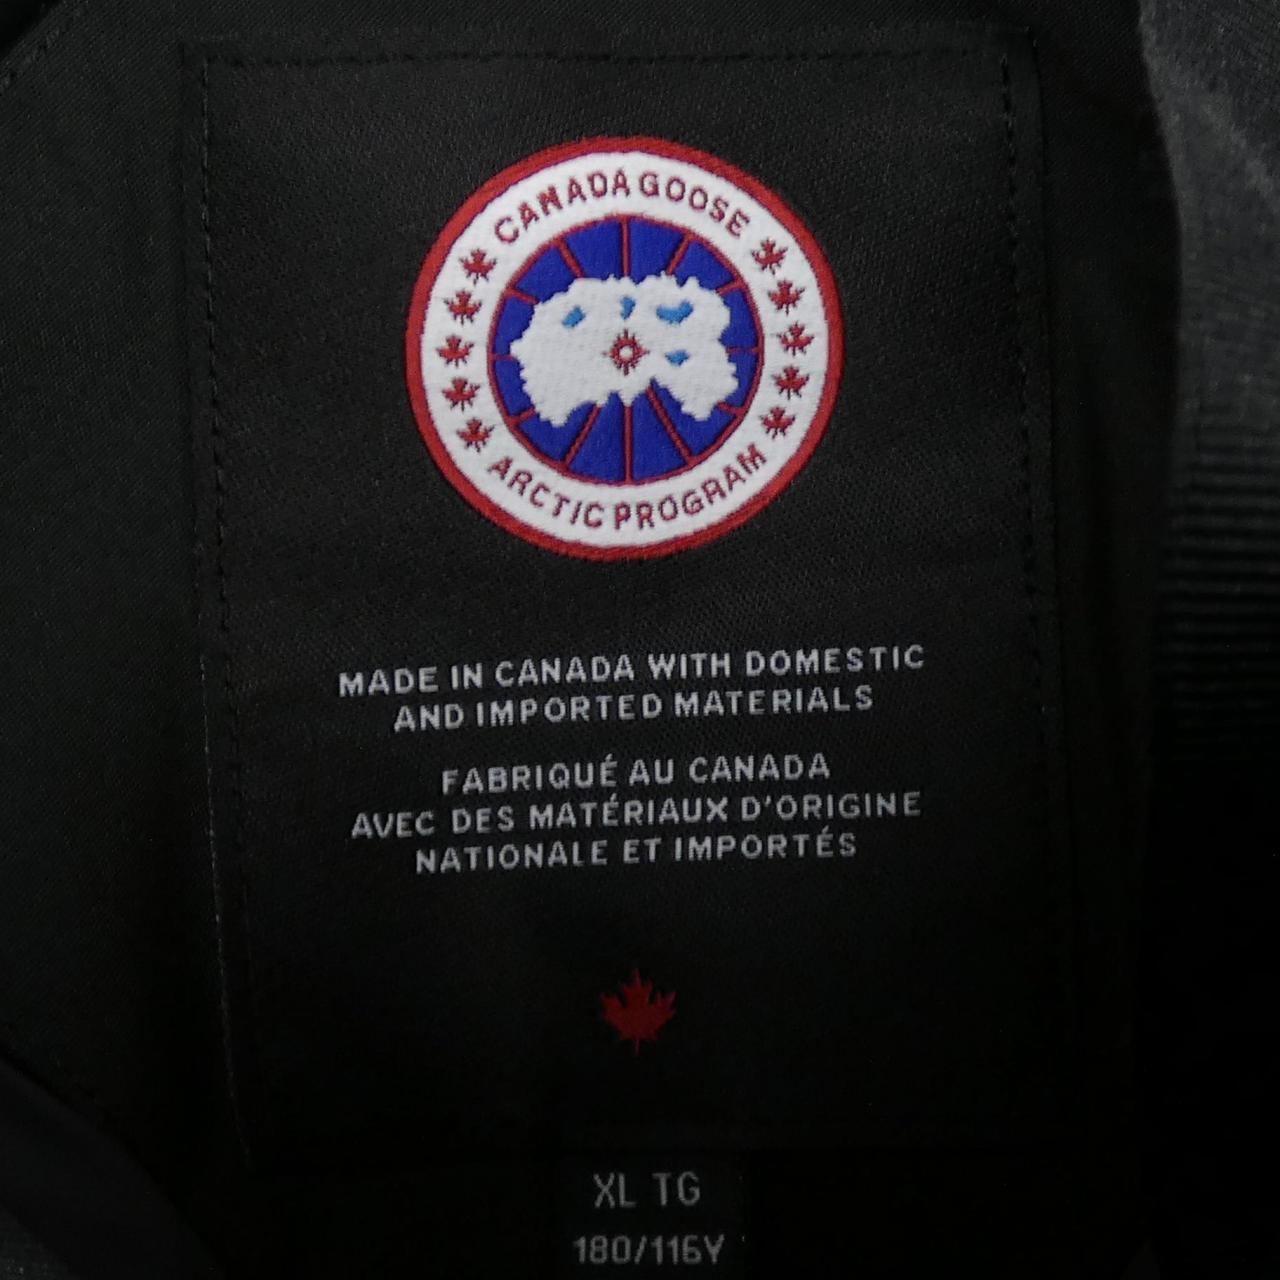 CANADA GOOSE
ARCTIC PROGRAM
MADE IN CANADA WITH DOMESTIC
AND IMPORTED MATERIALS
FABRIQUÉ AU CANADA
AVEC DES MATÉRIAUX D'ORIGINE
NATIONALE ET IMPORTÉS
XL TG
180/116Y